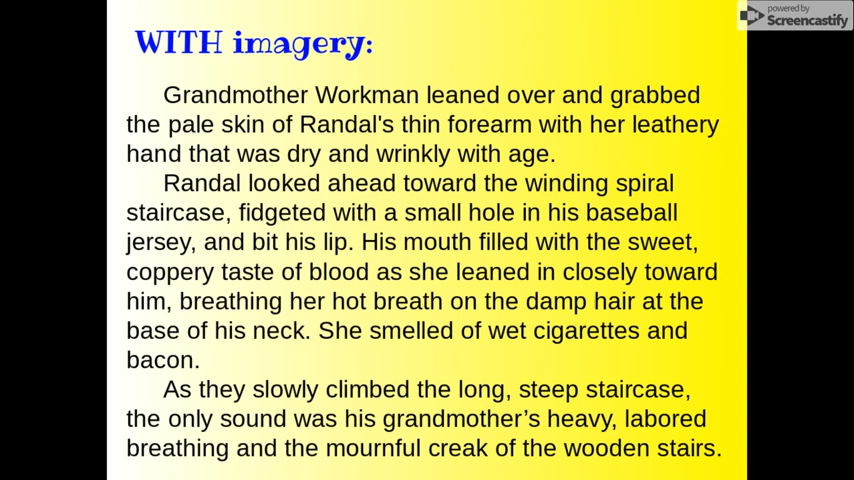 powered by
Screencastify
WITH imagery:
Grandmother Workman leaned over and grabbed
the pale skin of Randal's thin forearm with her leathery
hand that was dry and wrinkly with age.
Randal looked ahead toward the winding spiral
staircase, fidgeted with a small hole in his baseball
jersey, and bit his lip. His mouth filled with the sweet,
coppery taste of blood as she leaned in closely toward
him, breathing her hot breath on the damp hair at the
base of his neck. She smelled of wet cigarettes and
bacon.
As they slowly climbed the long, steep staircase,
the only sound was his grandmother’s heavy, labored
breathing and the mournful creak of the wooden stairs.